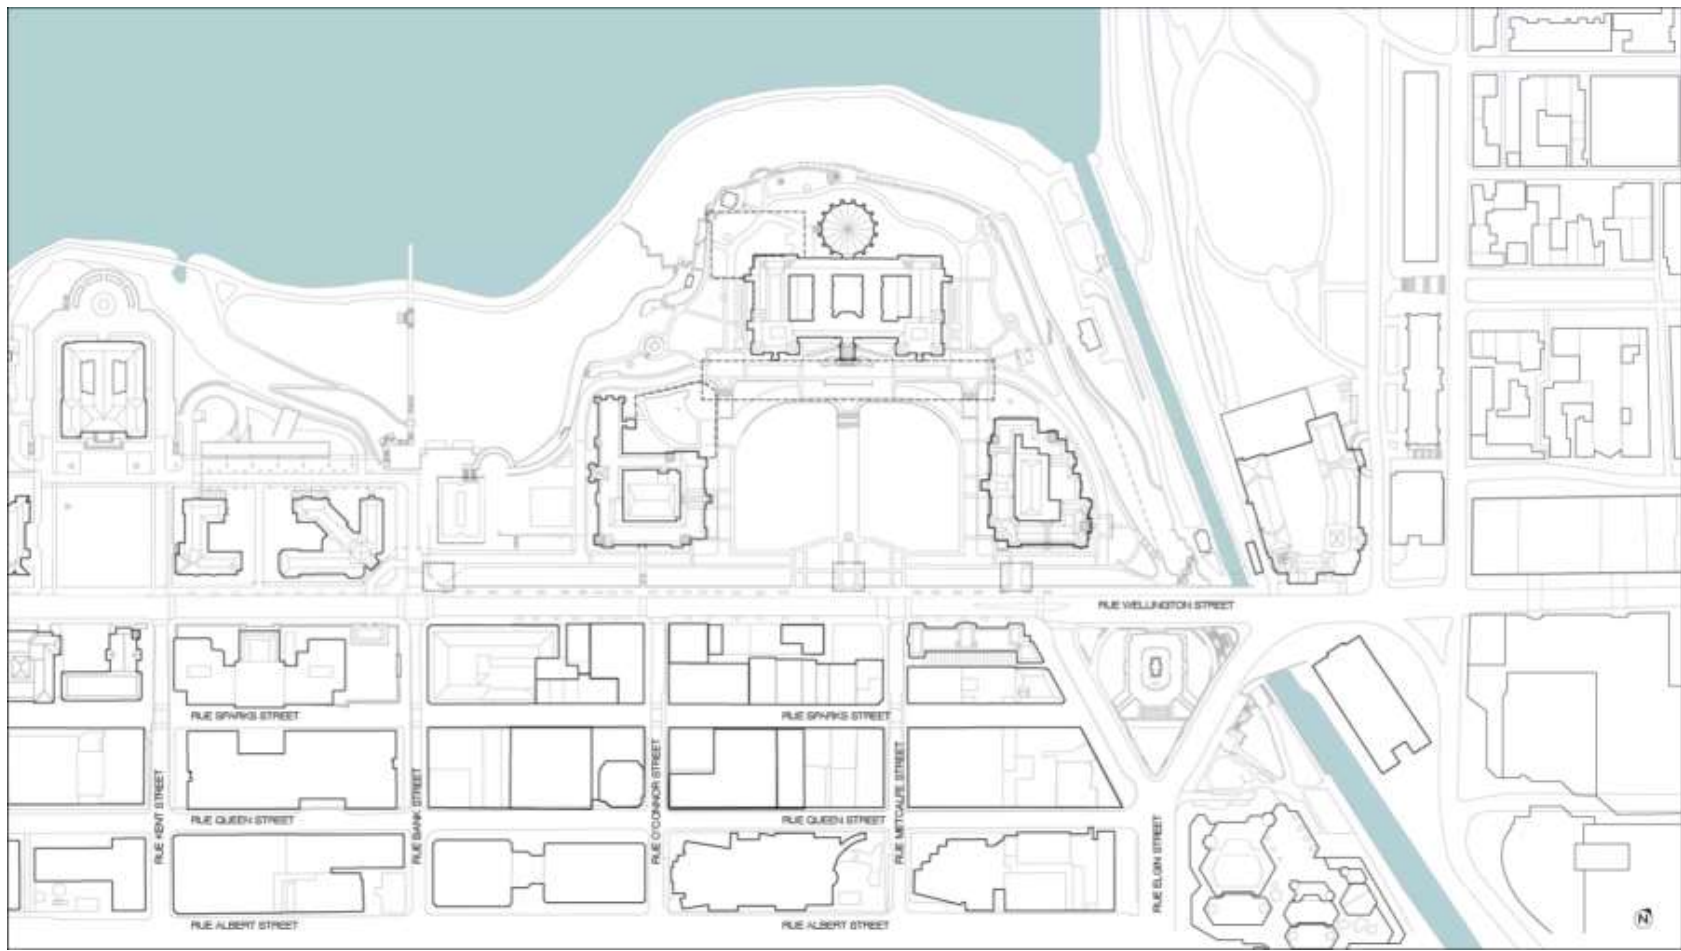 RUE WELLINGTON STREET
RUE SPARKS STREET
RUE SPARKS STREET
RUE KENT STREET
RUE BANK STREET
RUE O'CONNOR STREET
RUE METCALFE STREET
RUE QUEEN STREET
RUE QUEEN STREET
RUE ELGIN STREET
RUE ALBERT STREET
RUE ALBERT STREET
N